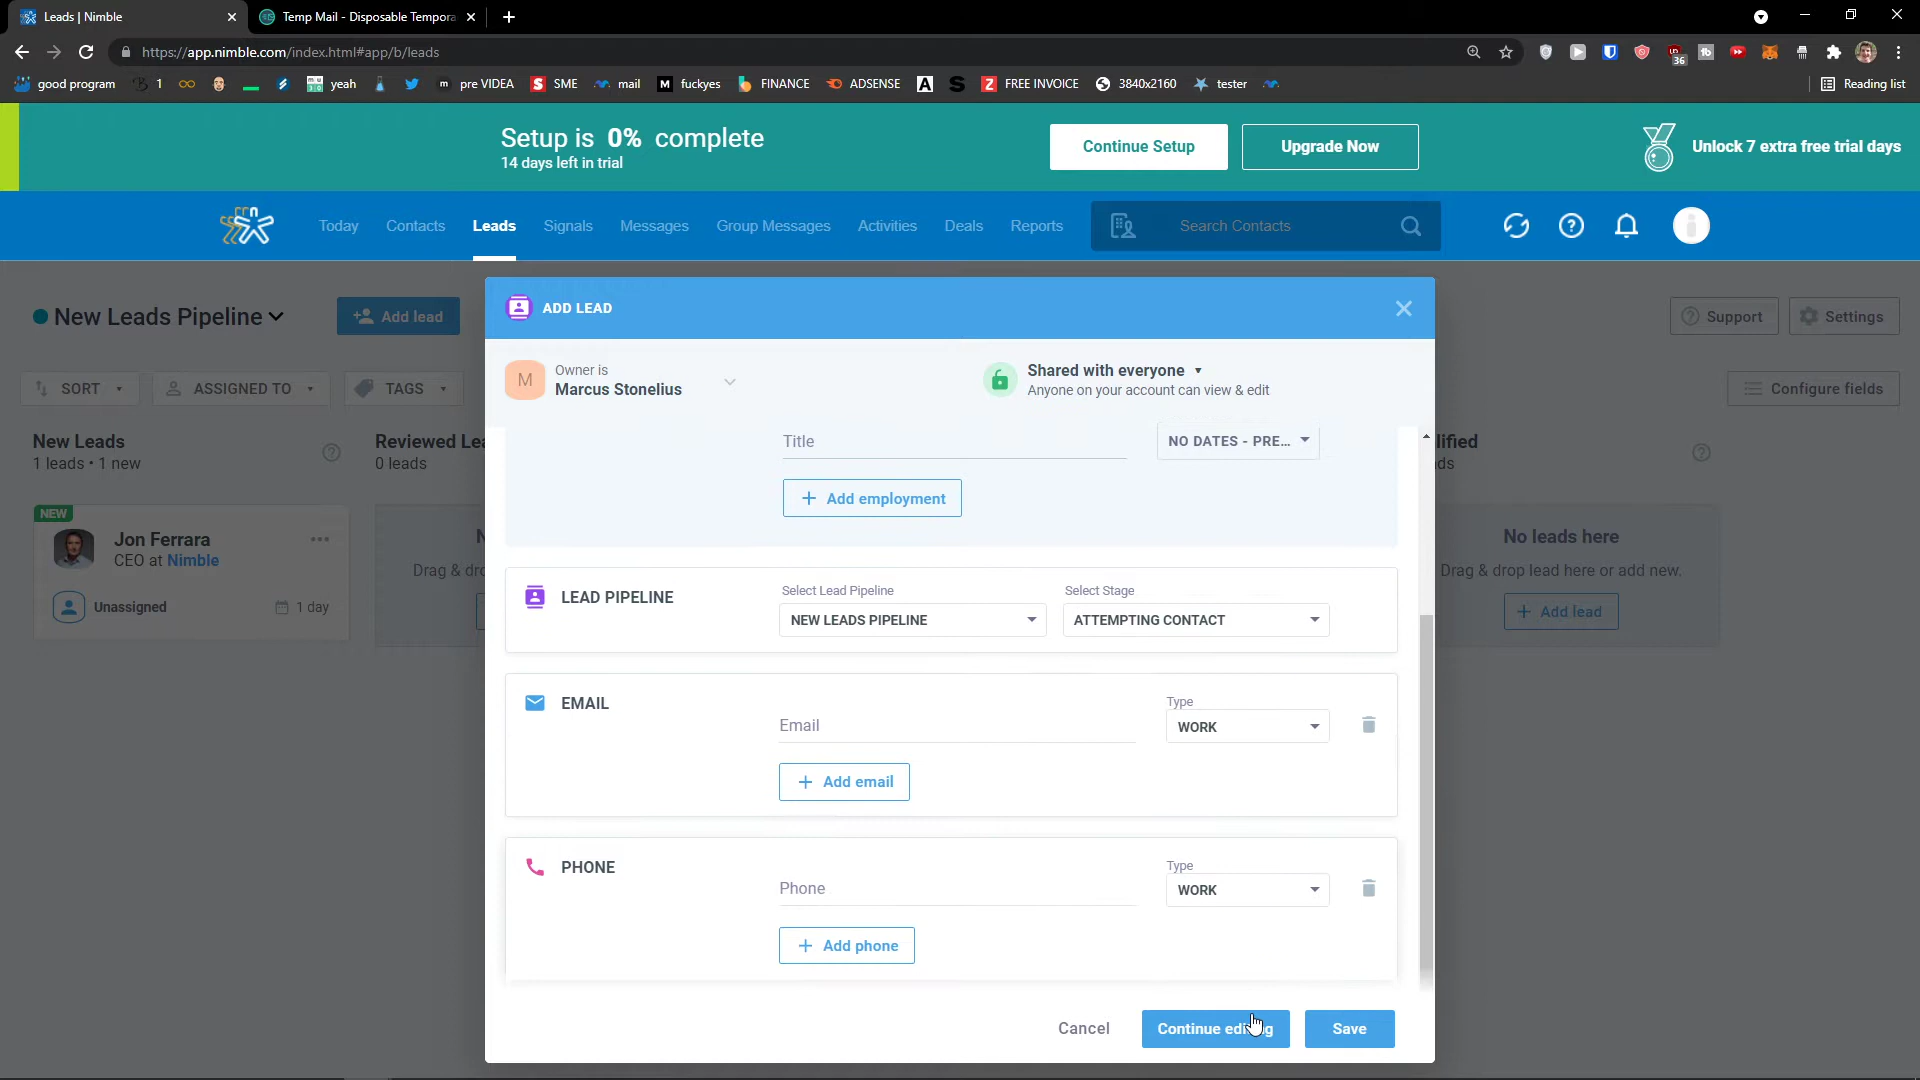 Leads | Nimble
Temp Mail - Disposable Tempora
https://app.nimble.com/index.html#app/b/leads
36
good program
1
yeah
pre VIDEA
SME
mail
fuckyes
FINANCE
ADSENSE
FREE INVOICE
3840x2160
tester
Reading list
Setup is 0% complete
14 days left in trial
Continue Setup
Upgrade Now
Unlock 7 extra free trial days
Today
Contacts
Leads
Signals
Messages
Group Messages
Activities
Deals
Reports
Search Contacts
New Leads Pipeline
Add lead
Support
Settings
SORT
ASSIGNED TO
TAGS
Configure fields
New Leads
1 leads • 1 new
Reviewed Le
0 leads
lified
ds
NEW
Jon Ferrara
CEO at Nimble
Unassigned
1 day
N
Drag & dr
No leads here
Drag & drop lead here or add new.
Add lead
ADD LEAD
M
Owner is
Marcus Stonelius
Shared with everyone
Anyone on your account can view & edit
Title
NO DATES - PRE...
Add employment
LEAD PIPELINE
Select Lead Pipeline
NEW LEADS PIPELINE
Select Stage
ATTEMPTING CONTACT
EMAIL
Email
Type
WORK
Add email
PHONE
Phone
Type
WORK
Add phone
Cancel
Continue ed g
Save